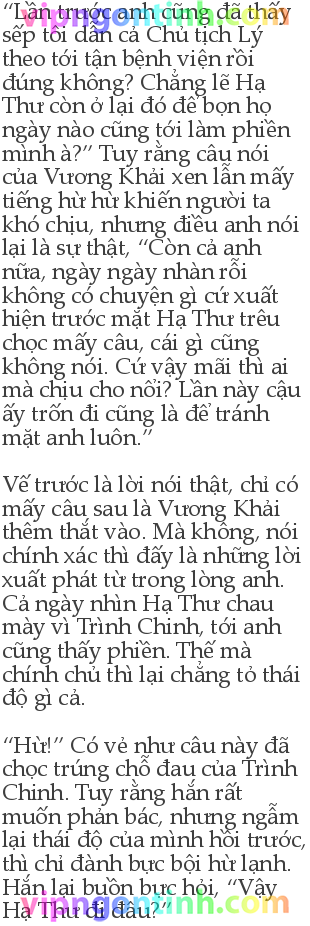 “Lần trước anh cũng đã thấy
sếp tôi dẫn cả Chủ tịch Lý
theo tới tận bệnh viện rồi
đúng không? Chẳng lẽ Hạ
Thư còn ở lại đó để bọn họ
ngày nào cũng tới làm phiền
mình à?” Tuy rằng câu nói
của Vương Khải xen lẫn mấy
tiếng hừ hừ khiến người ta
khó chịu, nhưng điều anh nói
lại là sự thật, “Còn cả anh
nữa, ngày ngày nhàn rỗi
không có chuyện gì cứ xuất
hiện trước mặt Hạ Thư trêu
chọc mấy câu, cái gì cũng
không nói. Cứ vậy mãi thì ai
mà chịu cho nổi? Lần này cậu
ấy trốn đi cũng là để tránh
mặt anh luôn.”
Vế trước là lời nói thật, chỉ có
mấy câu sau là Vương Khải
thêm thắt vào. Mà không, nói
chính xác thì đấy là những lời
xuất phát từ trong lòng anh.
Cả ngày nhìn Hạ Thư chau
mày vì Trình Chinh, tới anh
cũng thấy phiền. Thế mà
chính chủ thì lại chẳng tỏ thái
độ gì cả.
“Hừ!” Có vẻ như câu này đã
chọc trúng chỗ đau của Trình
Chinh. Tuy rằng hắn rất
muốn phản bác, nhưng ngẫm
lại thái độ của mình hồi trước,
thì chỉ đành bực bội hừ lạnh.
Hắn lại buồn bực hỏi, “Vậy
Hạ Thư đi đâu?”
vipngontinh.com
vipngontinh.com